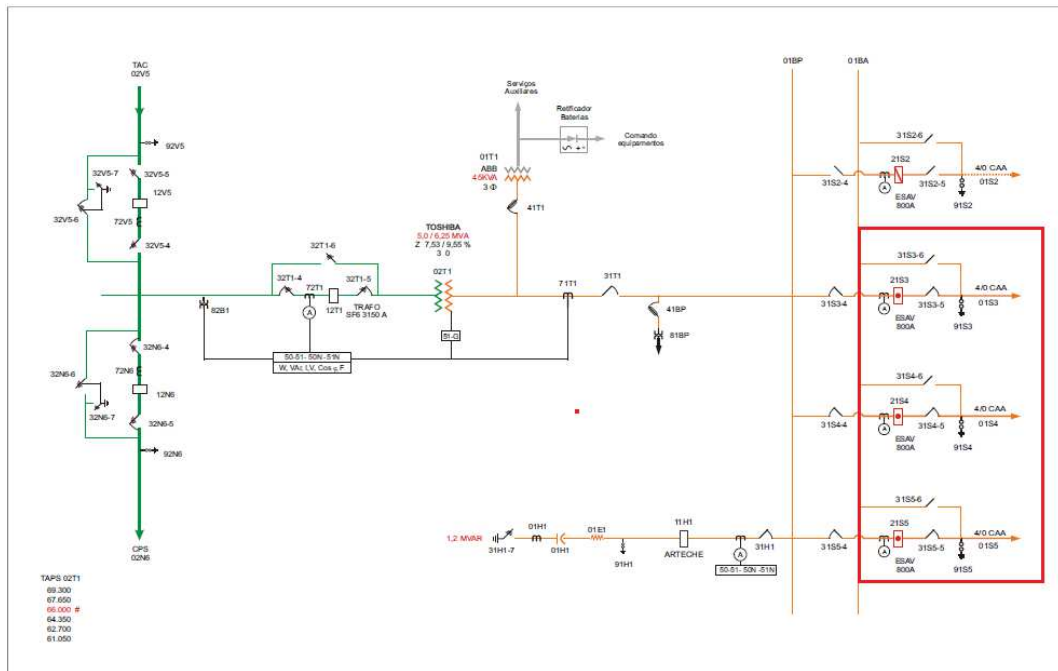 TAC
02V5
92V5
32V5-7
32V5-5
12V5
32V5-6
72V5
32V5-4
82B1
32N6-4
32N6-6
72N6
12N6
32N6-7
32N6-5
92N6
CPS
02N6
TAPS 02T1
69.300
67.650
66.000 #
64.350
62.700
61.050
32T1-6
32T1-4
72T1
32T1-5
12T1
TRAFO
SF6 3150 A
A
50-51- 50N -51N
TOSHIBA
5,0 / 6,25 MVA
Z 7,53 / 9,55 %
02T1
51-G
Serviços
Auxiliares
Retificador
Baterias
Comando
equipamentos
01T1
ABB
45KVA
3 Φ
41T1
71T1
31T1
41BP
81BP
1,2 MVAR
31H1-7
01H1
01H1
01E1
91H1
11H1
ARTECHE
A
50-51- 50N -51N
31H1
01BP
01BA
31S2-6
21S2
31S2-4
A
31S2-5
ESAV
800A
4/0 CAA
01S2
91S2
31S3-6
21S3
31S3-4
A
31S3-5
ESAV
800A
4/0 CAA
01S3
91S3
31S4-6
21S4
31S4-4
A
31S4-5
ESAV
800A
4/0 CAA
01S4
91S4
31S5-6
21S5
31S5-4
A
31S5-5
ESAV
800A
4/0 CAA
01S5
91S5